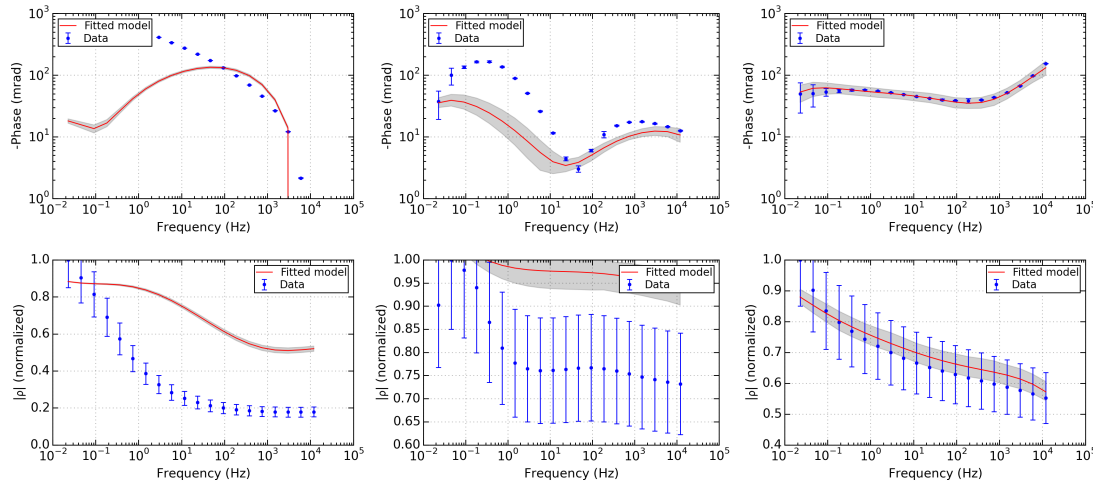 -Phase (mrad)
10³
10²
10¹
10⁰
Fitted model
Data
10⁻² 10⁻¹ 10⁰ 10¹ 10² 10³ 10⁴ 10⁵
Frequency (Hz)
-Phase (mrad)
10³
10²
10¹
10⁰
Fitted model
Data
10⁻² 10⁻¹ 10⁰ 10¹ 10² 10³ 10⁴ 10⁵
Frequency (Hz)
-Phase (mrad)
10³
10²
10¹
10⁰
Fitted model
Data
10⁻² 10⁻¹ 10⁰ 10¹ 10² 10³ 10⁴ 10⁵
Frequency (Hz)
|ρ| (normalized)
1.0
0.8
0.6
0.4
0.2
0.0
Fitted model
Data
10⁻² 10⁻¹ 10⁰ 10¹ 10² 10³ 10⁴ 10⁵
Frequency (Hz)
|ρ| (normalized)
1.00
0.95
0.90
0.85
0.80
0.75
0.70
0.65
0.60
Fitted model
Data
10⁻² 10⁻¹ 10⁰ 10¹ 10² 10³ 10⁴ 10⁵
Frequency (Hz)
|ρ| (normalized)
1.0
0.9
0.8
0.7
0.6
0.5
0.4
Fitted model
Data
10⁻² 10⁻¹ 10⁰ 10¹ 10² 10³ 10⁴ 10⁵
Frequency (Hz)